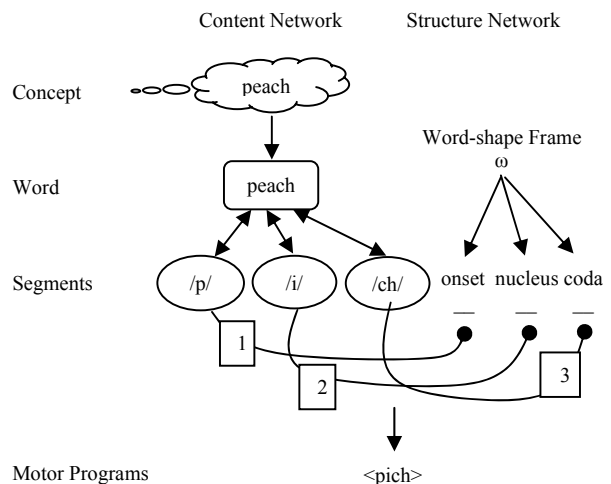 Content Network Structure Network
Concept peach
Word-shape Frame
ω
Word peach
Segments /p/ /i/ /ch/ onset nucleus coda
1 2 3
Motor Programs <pich>